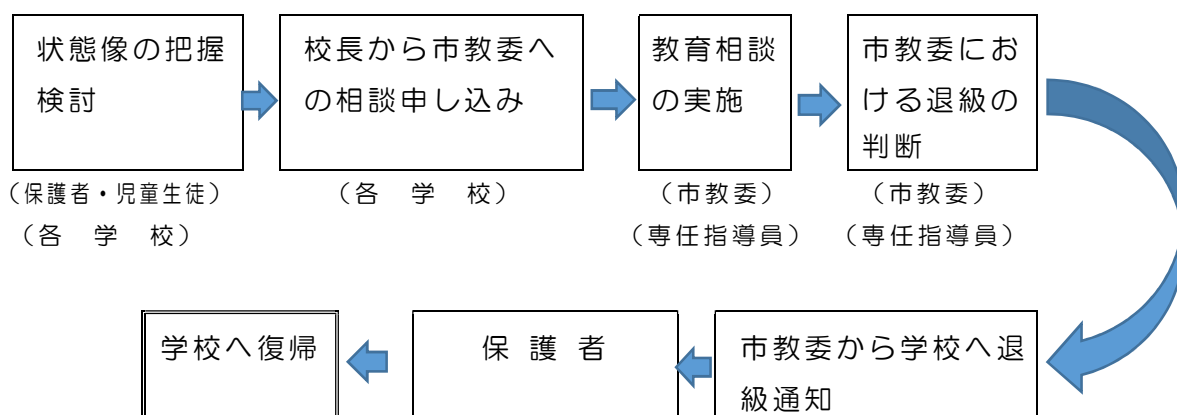 状態像の把握
検討
校長から市教委へ
の相談申し込み
教育相談
の実施
市教委にお
ける退級の
判断
（保護者・児童生徒）
（各　学　校）
（各　学　校）
（市教委）
（専任指導員）
（市教委）
（専任指導員）
市教委から学校へ退
級通知
保 護 者
学校へ復帰